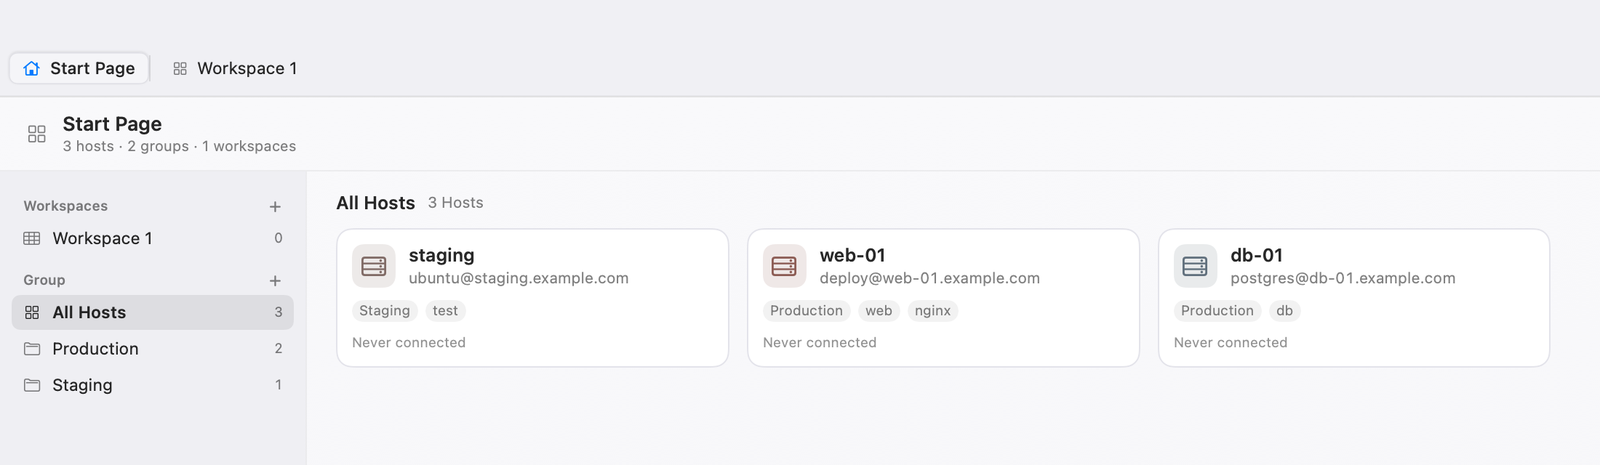 Start Page
Workspace 1
Start Page
3 hosts · 2 groups · 1 workspaces
Workspaces +
Workspace 1 0
Group +
All Hosts 3
Production 2
Staging 1
All Hosts 3 Hosts
staging
ubuntu@staging.example.com
Staging test
Never connected
web-01
deploy@web-01.example.com
Production web nginx
Never connected
db-01
postgres@db-01.example.com
Production db
Never connected